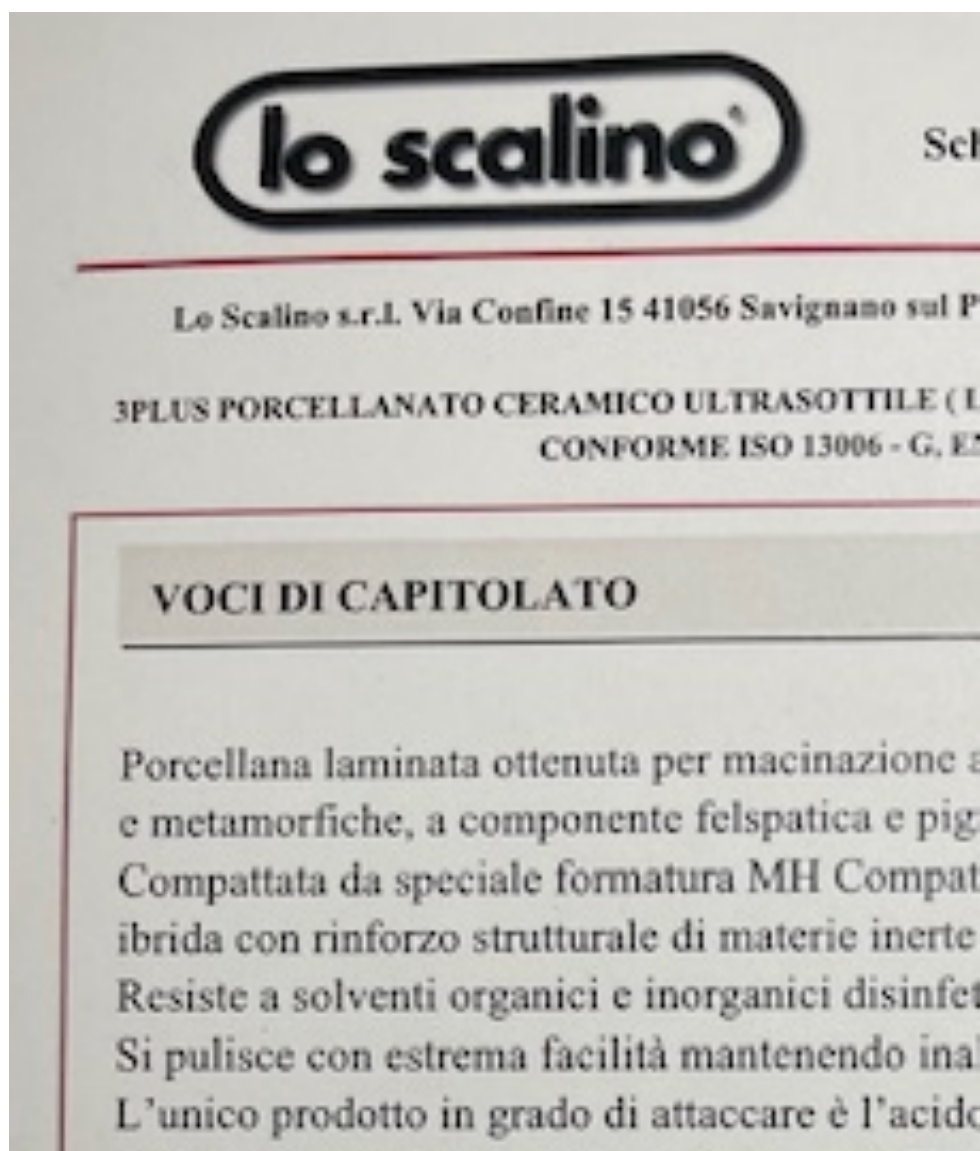 lo scalino
Lo Scalino s.r.l. Via Confine 15 41056 Savignano sul P
3PLUS PORCELLANATO CERAMICO ULTRASOTTILE ( L
CONFORME ISO 13006 - G, EN
VOCI DI CAPITOLATO
Porcellana laminata ottenuta per macinazione a
e metamorfiche, a componente felspatica e pig
Compattata da speciale formatura MH Compat
ibrida con rinforzo strutturale di materie inerte
Resiste a solventi organici e inorganici disinfet
Si pulisce con estrema facilità mantenendo inal
L’unico prodotto in grado di attaccare è l’acido